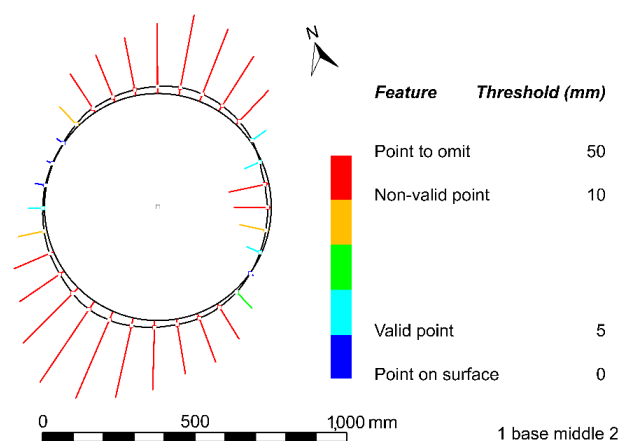 N
Feature Threshold (mm)
Point to omit 50
Non-valid point 10
Valid point 5
Point on surface 0
0 500 1,000 mm
1 base middle 2